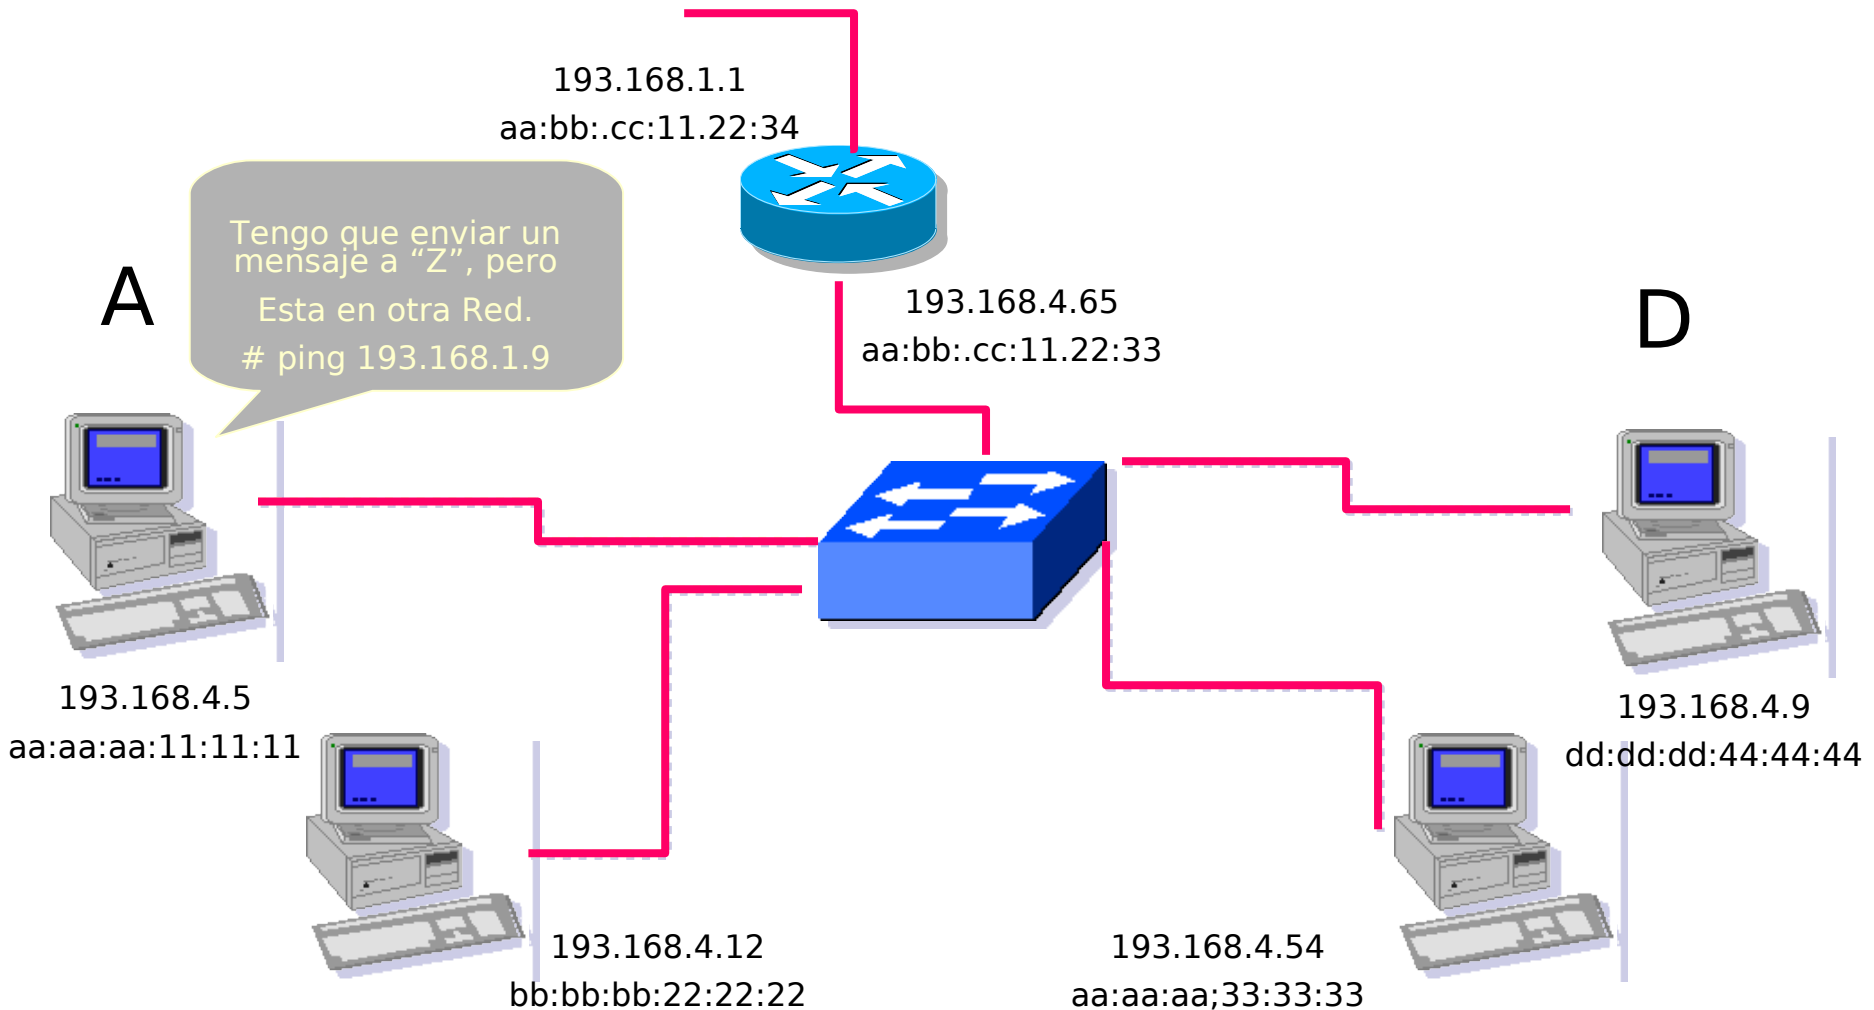 193.168.1.1
aa:bb:.cc:11.22:34
Tengo que enviar un
mensaje a “Z”, pero
Esta en otra Red.
# ping 193.168.1.9
A
193.168.4.65
aa:bb:.cc:11.22:33
D
193.168.4.5
aa:aa:aa:11:11:11
193.168.4.9
dd:dd:dd:44:44:44
193.168.4.12
bb:bb:bb:22:22:22
193.168.4.54
aa:aa:aa;33:33:33